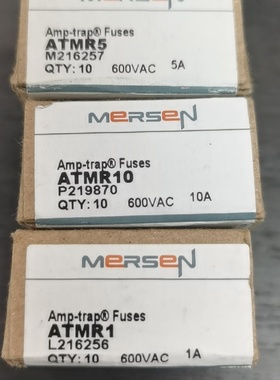 Amp-trap® Fuses
ATMR5
M216257
QTY: 10 600VAC 5A
MERSEN
Amp-trap® Fuses
ATMR10
P219870
QTY: 10 600VAC 10A
MERSEN
Amp-trap® Fuses
ATMR1
L216256
QTY: 10 600VAC 1A